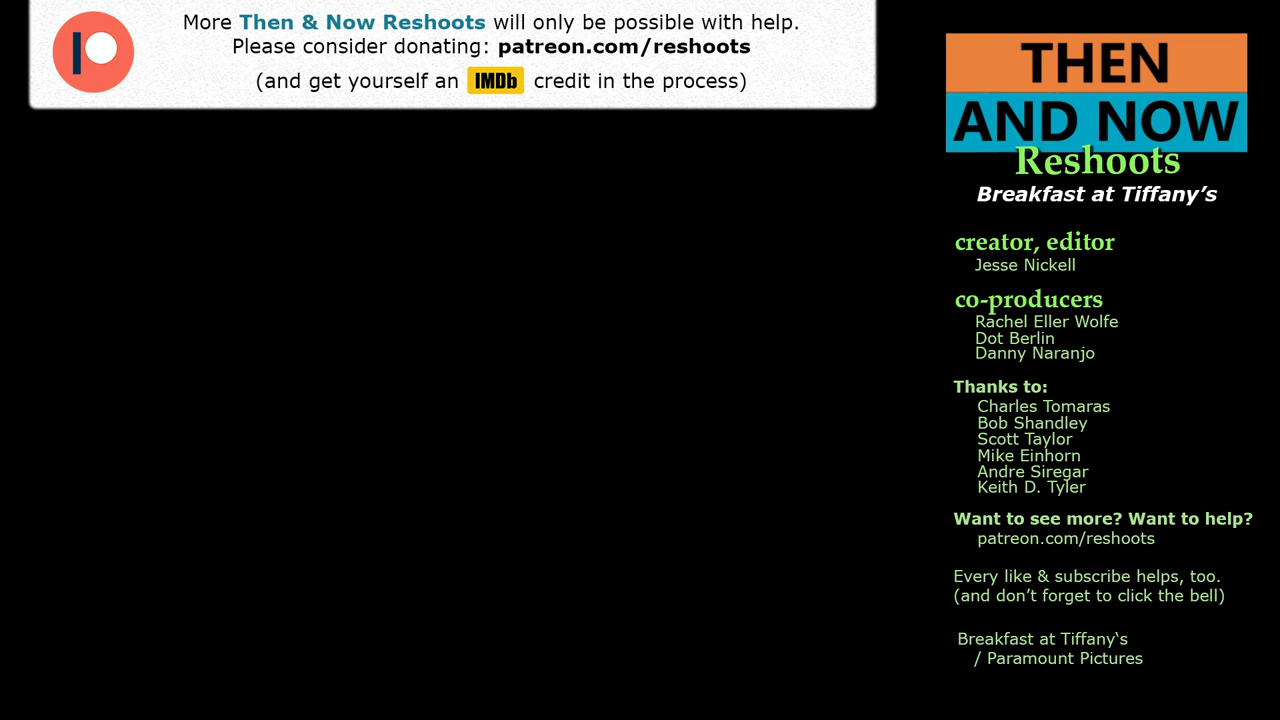 More Then & Now Reshoots will only be possible with help.
Please consider donating: patreon.com/reshoots
(and get yourself an IMDb credit in the process)
THEN
AND NOW
Reshoots
Breakfast at Tiffany’s
creator, editor
Jesse Nickell
co-producers
Rachel Eller Wolfe
Dot Berlin
Danny Naranjo
Thanks to:
Charles Tomaras
Bob Shandley
Scott Taylor
Mike Einhorn
Andre Siregar
Keith D. Tyler
Want to see more? Want to help?
patreon.com/reshoots
Every like & subscribe helps, too.
(and don’t forget to click the bell)
Breakfast at Tiffany‘s
/ Paramount Pictures